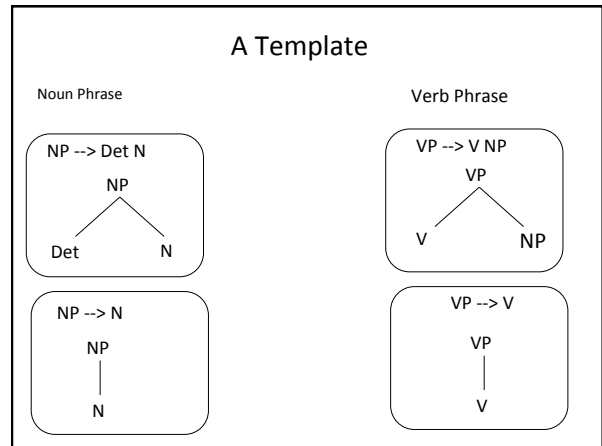 A Template
Noun Phrase
NP --> Det N
NP
Det N
NP --> N
NP
N
Verb Phrase
VP --> V NP
VP
V NP
VP --> V
VP
V